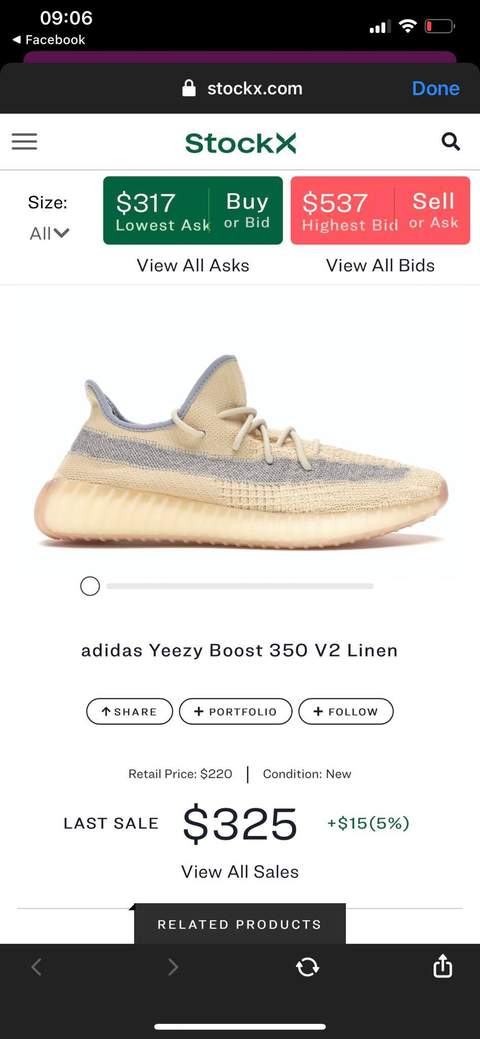 09:06
◀ Facebook
stockx.com
Done
StockX
Size:
All
$317
Lowest Ask
Buy
or Bid
$537
Highest Bid
Sell
or Ask
View All Asks
View All Bids
adidas Yeezy Boost 350 V2 Linen
SHARE
+ PORTFOLIO
+ FOLLOW
Retail Price: $220 | Condition: New
LAST SALE $325 +$15(5%)
View All Sales
RELATED PRODUCTS